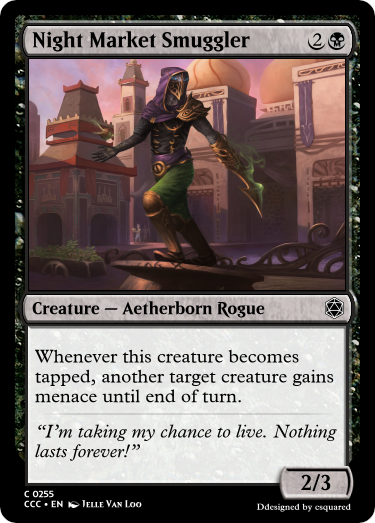 Night Market Smuggler 2
Creature — Aetherborn Rogue
Whenever this creature becomes
tapped, another target creature gains
menace until end of turn.
“I’m taking my chance to live. Nothing
lasts forever!”
2/3
C 0255
CCC • EN Jelle Van Loo
Ddesigned by csquared